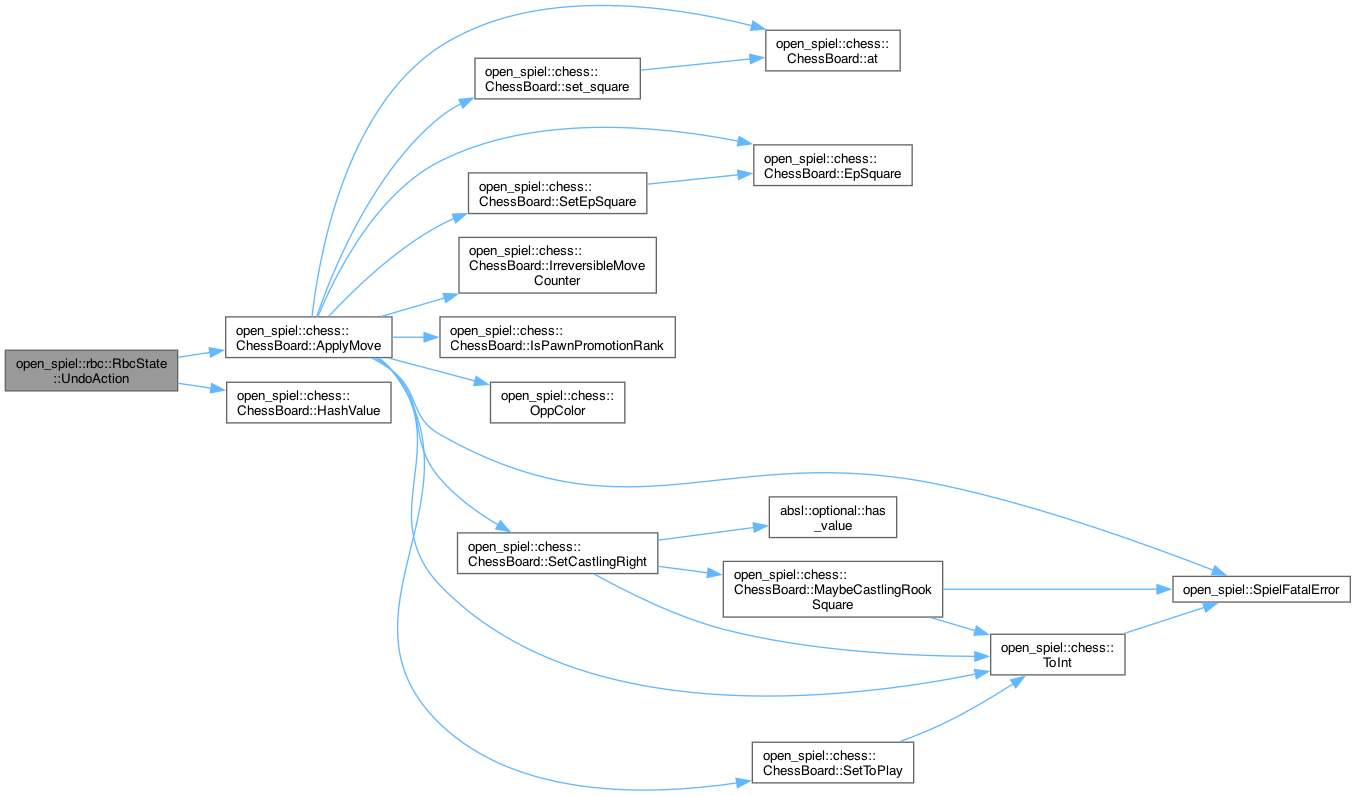 open_spiel::chess::
ChessBoard::at
open_spiel::chess::
ChessBoard::set_square
open_spiel::chess::
ChessBoard::EpSquare
open_spiel::chess::
ChessBoard::SetEpSquare
open_spiel::chess::
ChessBoard::IrreversibleMove
Counter
open_spiel::chess::
ChessBoard::ApplyMove
open_spiel::chess::
ChessBoard::IsPawnPromotionRank
open_spiel::rbc::RbcState
::UndoAction
open_spiel::chess::
ChessBoard::HashValue
open_spiel::chess::
OppColor
absl::optional::has
_value
open_spiel::chess::
ChessBoard::SetCastlingRight
open_spiel::chess::
ChessBoard::MaybeCastlingRook
Square
open_spiel::SpielFatalError
open_spiel::chess::
ToInt
open_spiel::chess::
ChessBoard::SetToPlay